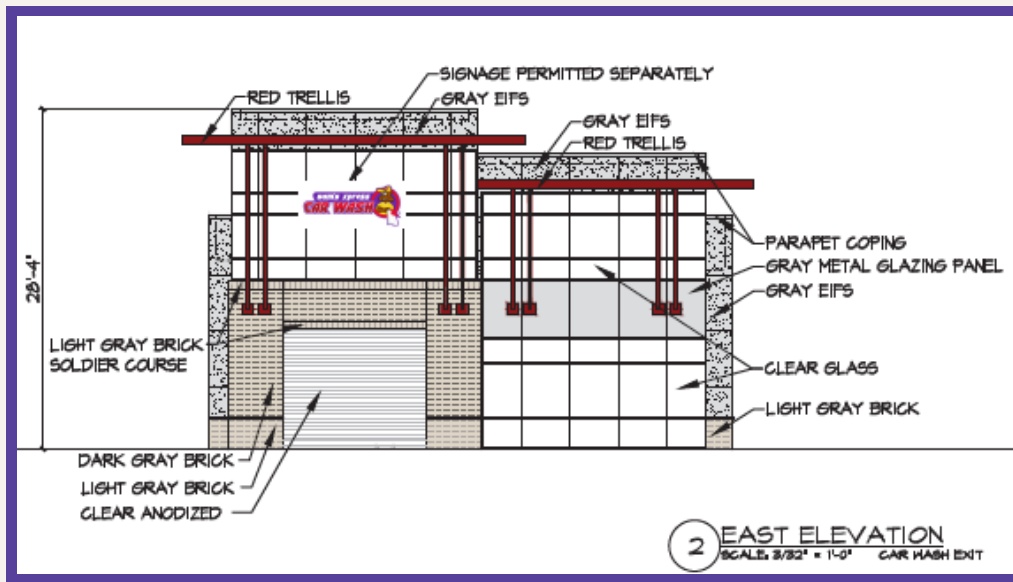 SIGNAGE PERMITTED SEPARATELY
RED TRELLIS
GRAY EIFS
GRAY EIFS
RED TRELLIS
CAR WASH
28'-4"
PARAPET COPING
GRAY METAL GLAZING PANEL
GRAY EIFS
LIGHT GRAY BRICK
SOLDIER COURSE
CLEAR GLASS
LIGHT GRAY BRICK
DARK GRAY BRICK
LIGHT GRAY BRICK
CLEAR ANODIZED
2 EAST ELEVATION
SCALE: 3/32" = 1'-0" CAR WASH EXIT